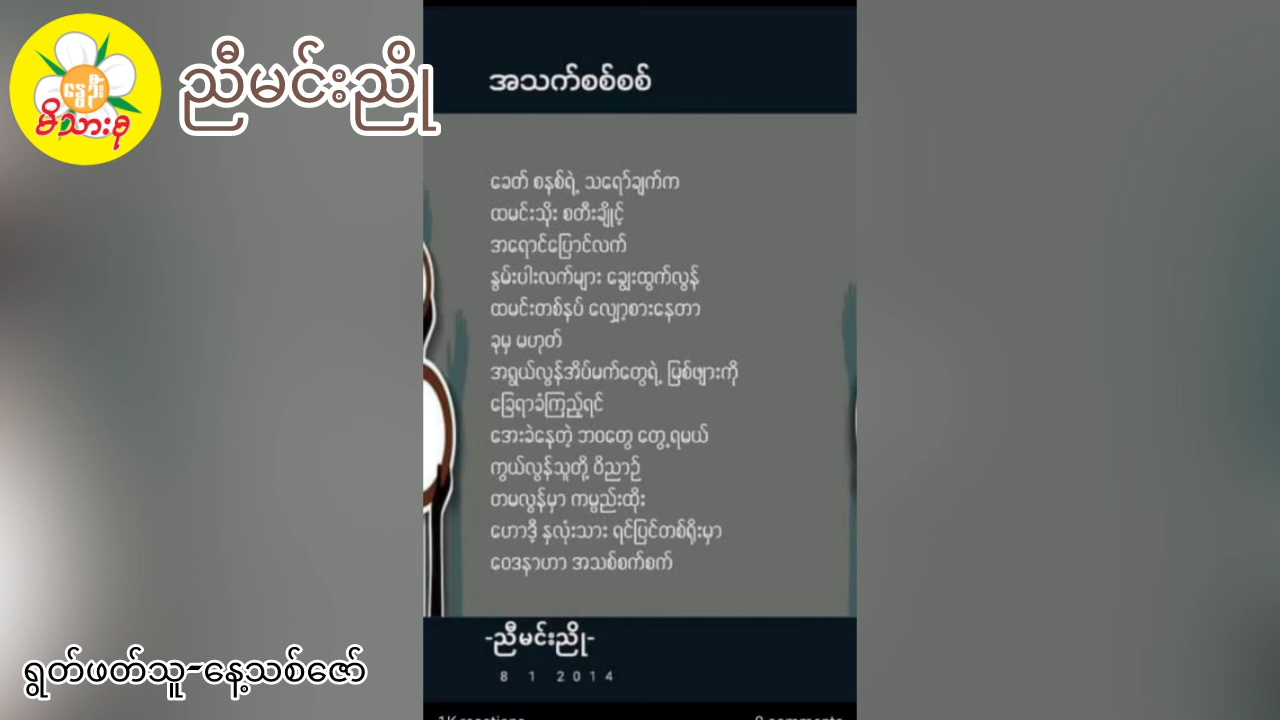 နွေဦး
မိသားစု
ညီမင်းညို
အသက်စစ်စစ်
ခေတ် စနစ်ရဲ့ သရော်ချက်က
ထမင်းသိုး စတီးချိုင့်
အရောင်ပြောင်လက်
နွမ်းပါးလက်များ ချွေးထွက်လွန်
ထမင်းတစ်နပ် လျှော့စားနေတာ
ခုမှ မဟုတ်
အရွယ်လွန်အိပ်မက်တွေရဲ့ မြစ်ဖျားကို
ခြေရာခံကြည့်ရင်
အေးခဲနေတဲ့ ဘဝတွေ တွေ့ရမယ်
ကွယ်လွန်သူတို့ ဝိညာဉ်
တမလွန်မှာ ကမ္ဗည်းထိုး
ဟောဒီ့ နှလုံးသား ရင်ပြင်တစ်ရိုးမှာ
ဝေဒနာဟာ အသစ်စက်စက်
-ညီမင်းညို-
8 1 2014
ရွတ်ဖတ်သူ-နေ့သစ်ဇော်